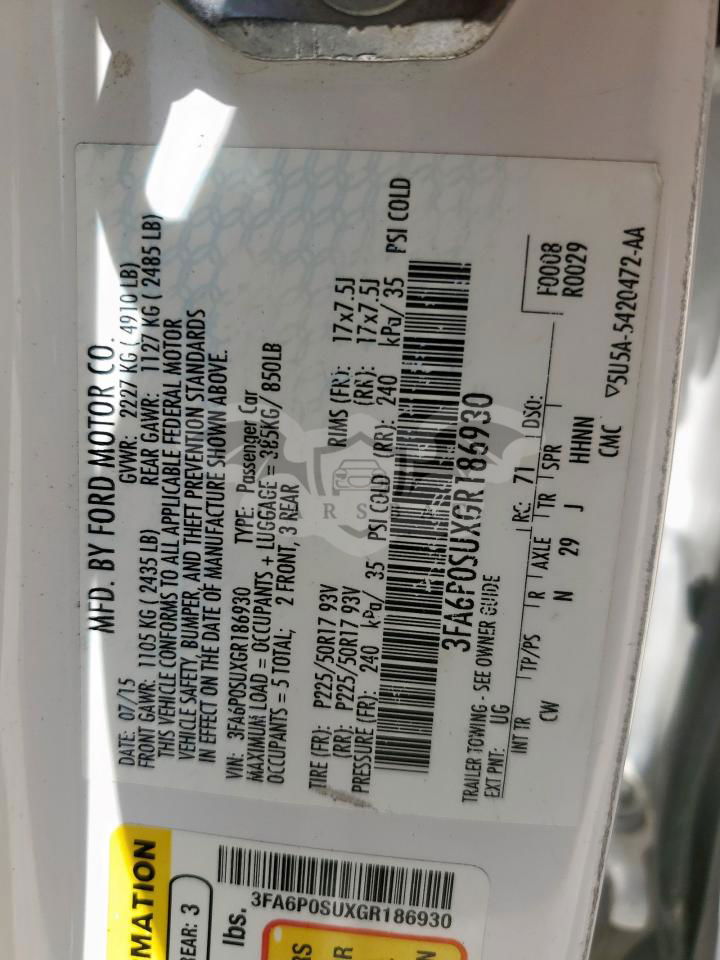 MFD. BY FORD MOTOR CO.
DATE: 07/15 GVWR: 2227 KG (4910 LB)
FRONT GAWR: 1105 KG ( 2435 LB) REAR GAWR: 1127 KG ( 2485 LB)
THIS VEHICLE CONFORMS TO ALL APPLICABLE FEDERAL MOTOR
VEHICLE SAFETY, BUMPER, AND THEFT PREVENTION STANDARDS
IN EFFECT ON THE DATE OF MANUFACTURE SHOWN ABOVE.
VIN: 3FA6P0SUXGR186930 TYPE: Passenger Car
MAXIMUM LOAD = OCCUPANTS + LUGGAGE = 385KG/ 850LB
OCCUPANTS = 5 TOTAL; 2 FRONT, 3 REAR
TIRE (FR): P225/50R17 93V RIMS (FR): 17x7.5J
(RR): P225/50R17 93V (RR): 17x7.5J
PRESSURE (FR): 240 kPa/ 35 PSI COLD (RR): 240 kPa/ 35 PSI COLD
3FA6P0SUXGR186930
TRAILER TOWING - SEE OWNER GUIDE
EXT PNT: UG RC: 71 DSO:
INT TR TP/PS R AXLE TR SPR
CW N 29 J HHNN
F0008
R0029
CMC ▽5U5A-5420472-AA
MATION
REAR: 3
lbs.
3FA6P0SUXGR186930